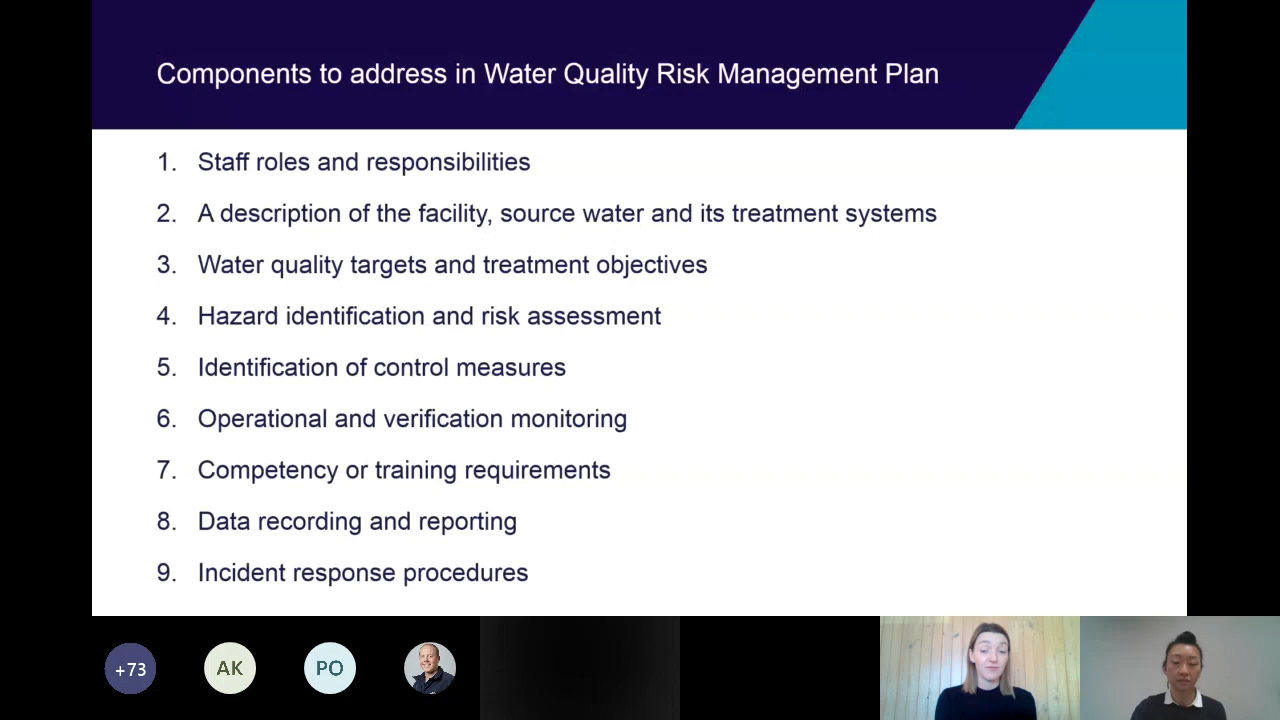 Components to address in Water Quality Risk Management Plan
1. Staff roles and responsibilities
2. A description of the facility, source water and its treatment systems
3. Water quality targets and treatment objectives
4. Hazard identification and risk assessment
5. Identification of control measures
6. Operational and verification monitoring
7. Competency or training requirements
8. Data recording and reporting
9. Incident response procedures
+73
AK
PO